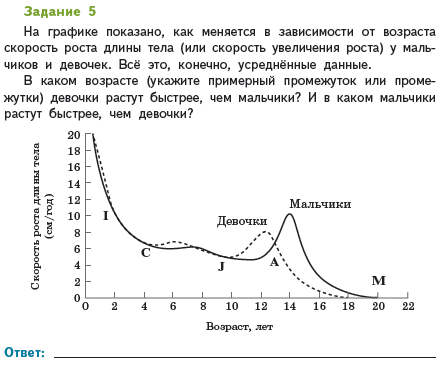 Задание 5
На графике показано, как меняется в зависимости от возраста
скорость роста длины тела (или скорость увеличения роста) у маль-
чиков и девочек. Всё это, конечно, усреднённые данные.
В каком возрасте (укажите примерный промежуток или проме-
жутки) девочки растут быстрее, чем мальчики? И в каком мальчики
растут быстрее, чем девочки?
Скорость роста длины тела
(см/год)
20
18
16
14
12
10
8
6
4
2
0
I
C
J
A
M
Девочки
Мальчики
0 2 4 6 8 10 12 14 16 18 20 22
Возраст, лет
Ответ: